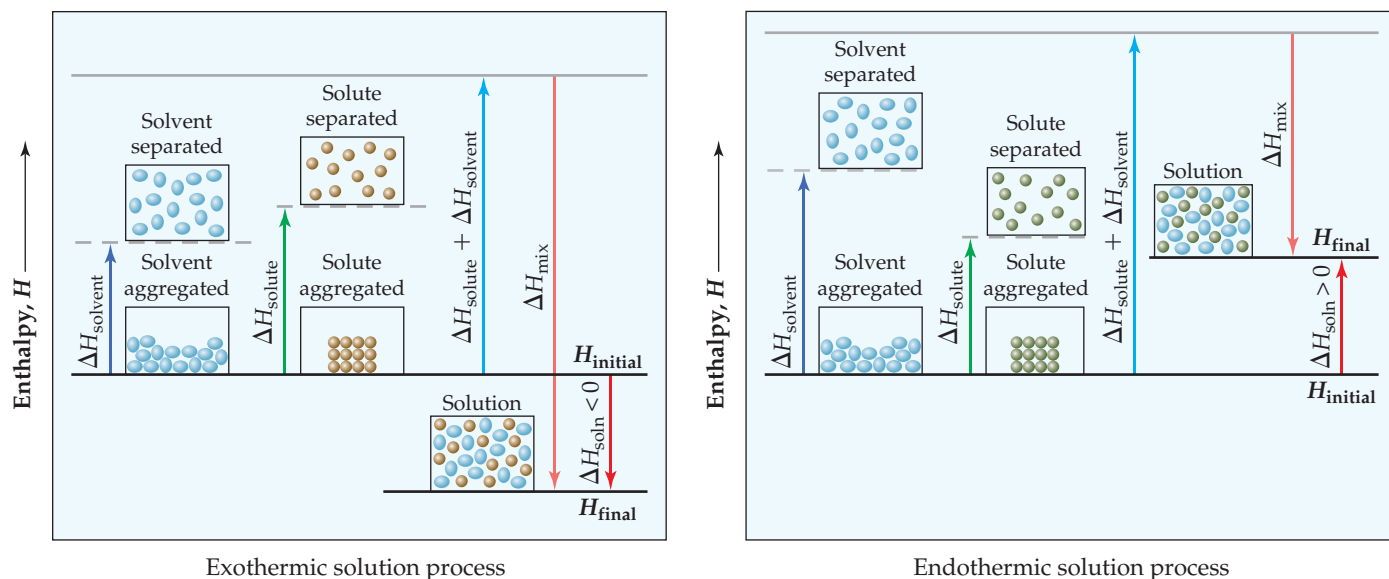 Enthalpy, H
Solvent
separated
Solute
separated
ΔHsolvent
Solvent
aggregated
ΔHsolute
Solute
aggregated
ΔHsolute + ΔHsolvent
ΔHmix
Hinitial
Solution
ΔHsoln < 0
Hfinal
Exothermic solution process
Enthalpy, H
Solvent
separated
Solute
separated
ΔHsolvent
Solvent
aggregated
ΔHsolute
Solute
aggregated
ΔHsolute + ΔHsolvent
Solution
ΔHmix
Hfinal
ΔHsoln > 0
Hinitial
Endothermic solution process